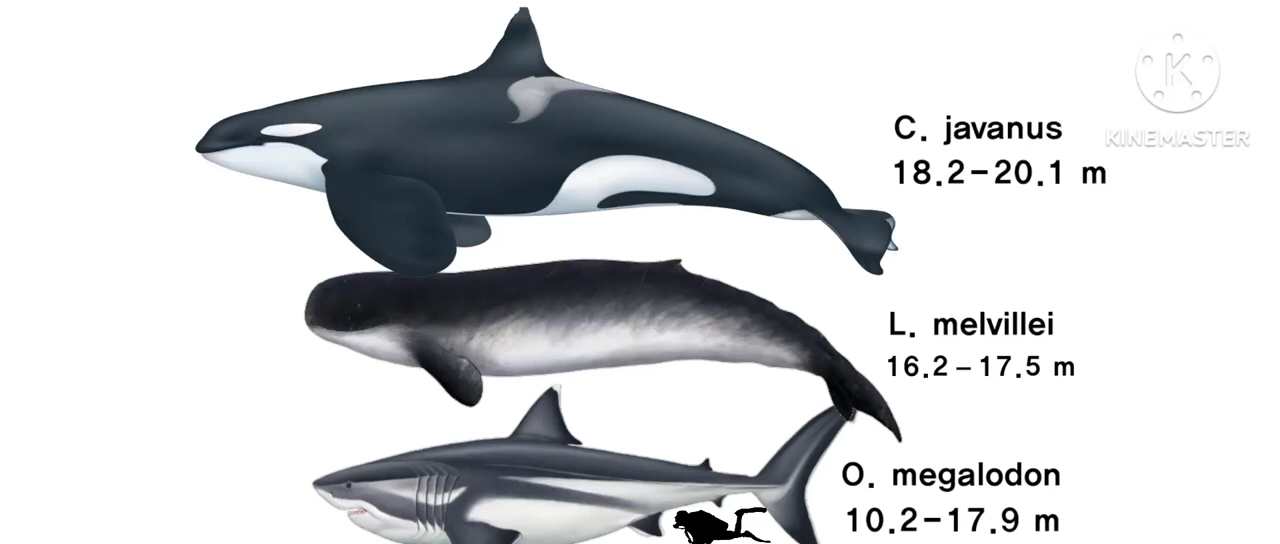 C. javanus
18.2-20.1 m
KINEMASTER
L. melvillei
16.2-17.5 m
O. megalodon
10.2-17.9 m